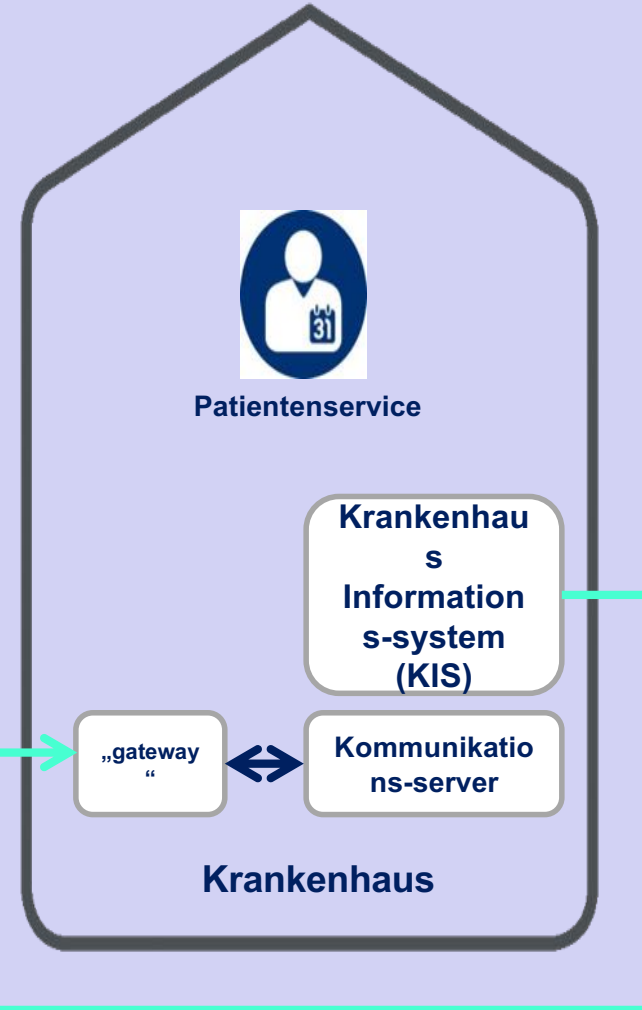 31
Patientenservice
Krankenhau
s
Information
s-system
(KIS)
„gateway
“
Kommunikatio
ns-server
Krankenhaus